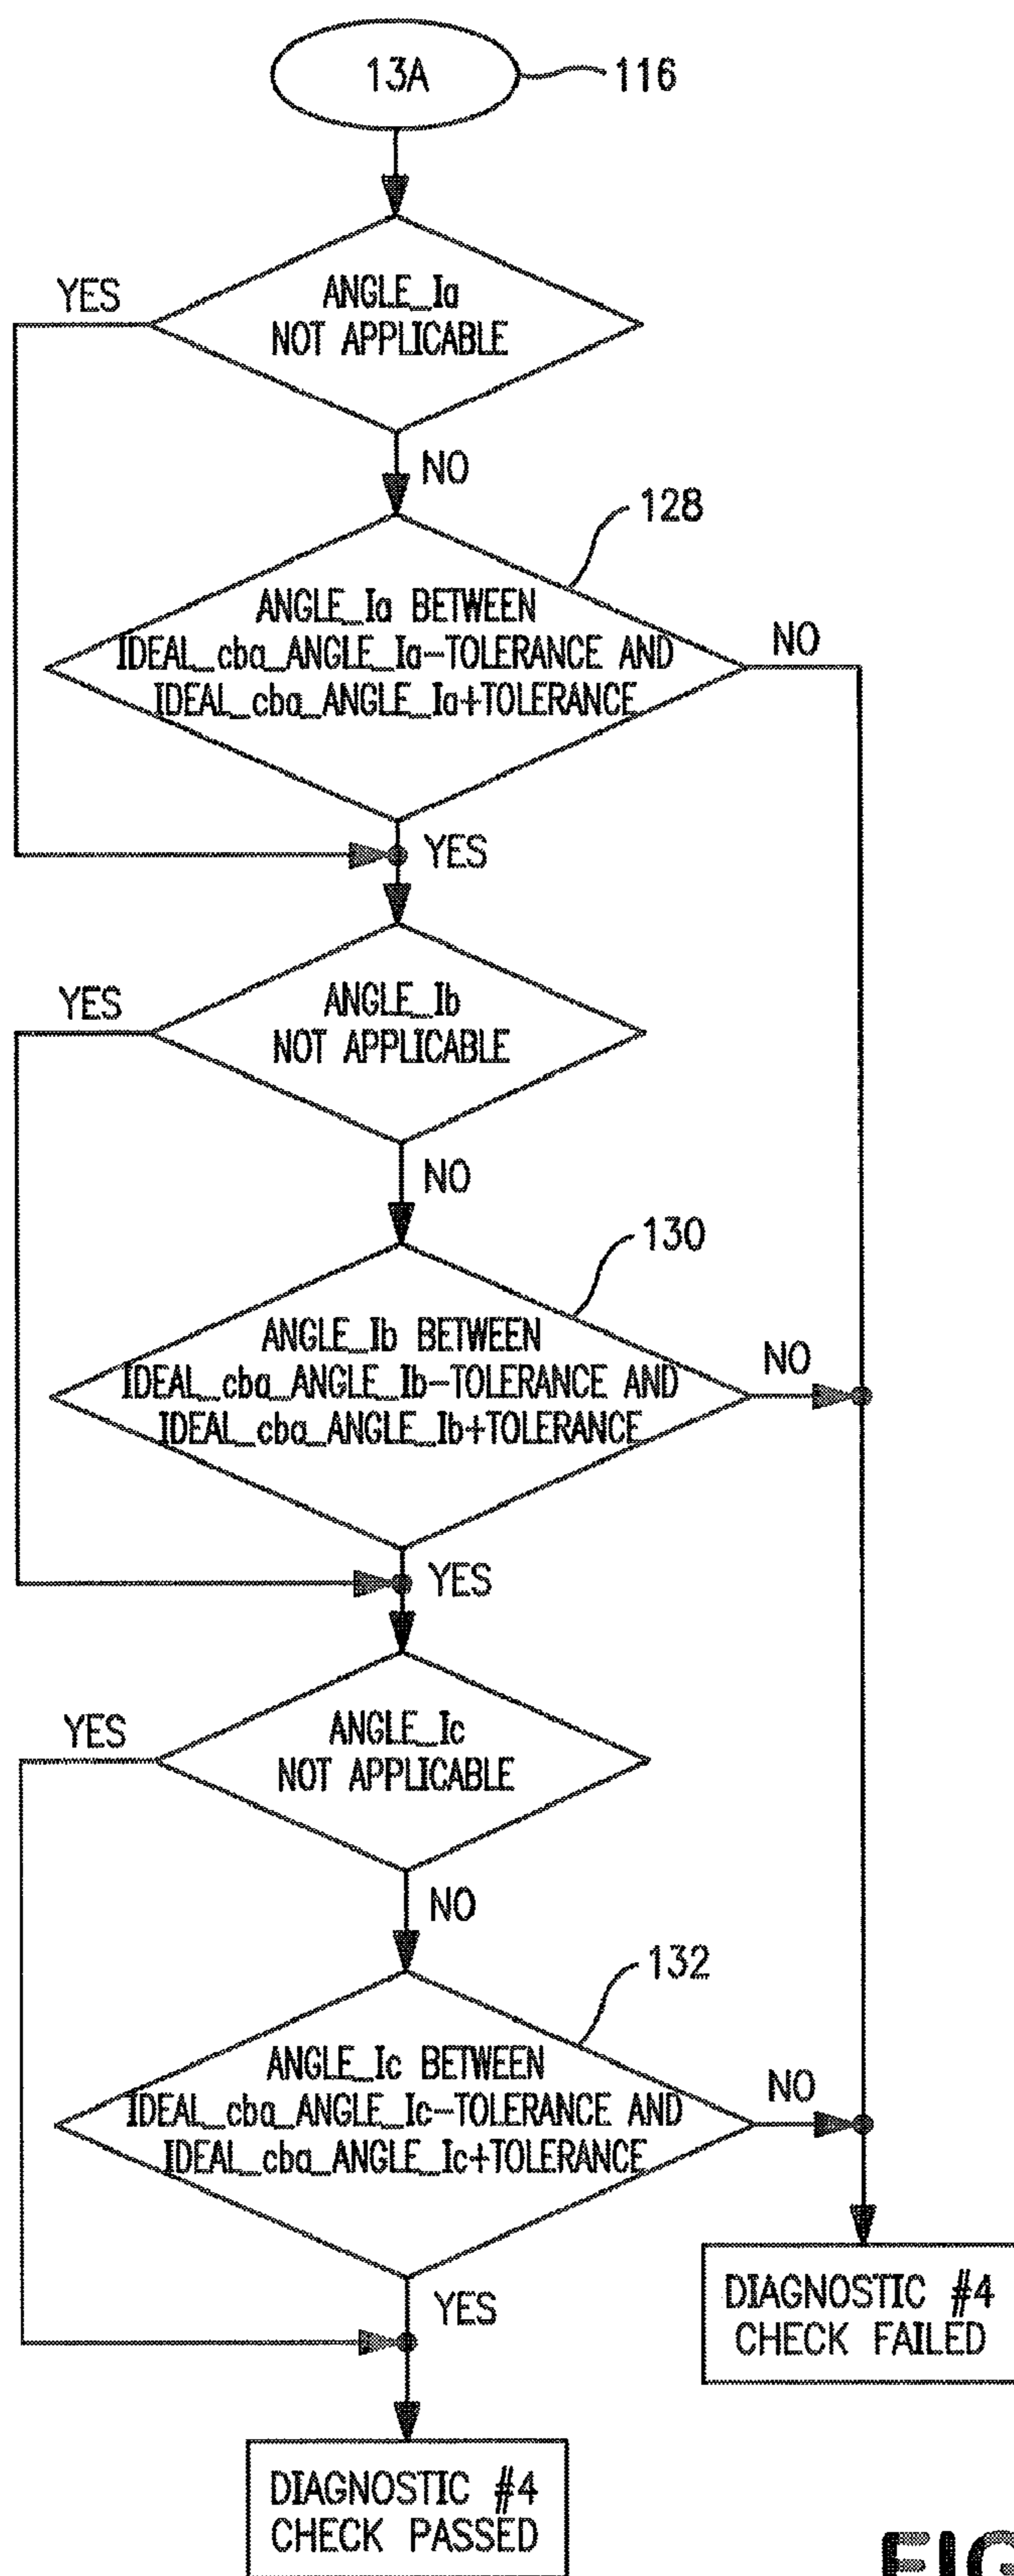 13A
116
ANGLE_Ia
NOT APPLICABLE
YES
NO
128
ANGLE_Ia BETWEEN
IDEAL_cba_ANGLE_Ia-TOLERANCE AND
IDEAL_cba_ANGLE_Ia+TOLERANCE
NO
YES
ANGLE_Ib
NOT APPLICABLE
YES
NO
130
ANGLE_Ib BETWEEN
IDEAL_cba_ANGLE_Ib-TOLERANCE AND
IDEAL_cba_ANGLE_Ib+TOLERANCE
NO
YES
ANGLE_Ic
NOT APPLICABLE
YES
NO
132
ANGLE_Ic BETWEEN
IDEAL_cba_ANGLE_Ic-TOLERANCE AND
IDEAL_cba_ANGLE_Ic+TOLERANCE
NO
YES
DIAGNOSTIC #4
CHECK FAILED
DIAGNOSTIC #4
CHECK PASSED
FIG